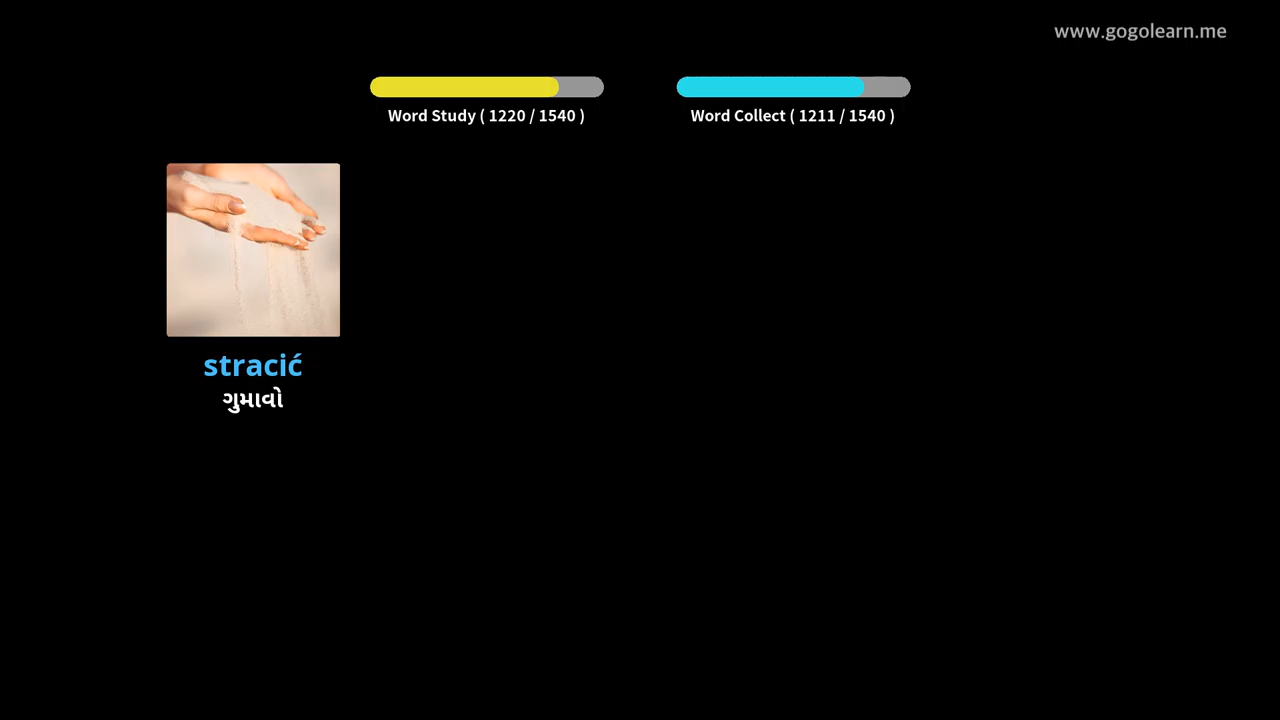 www.gogolearn.me
Word Study ( 1220 / 1540 )
Word Collect ( 1211 / 1540 )
stracić
ગુમાવો